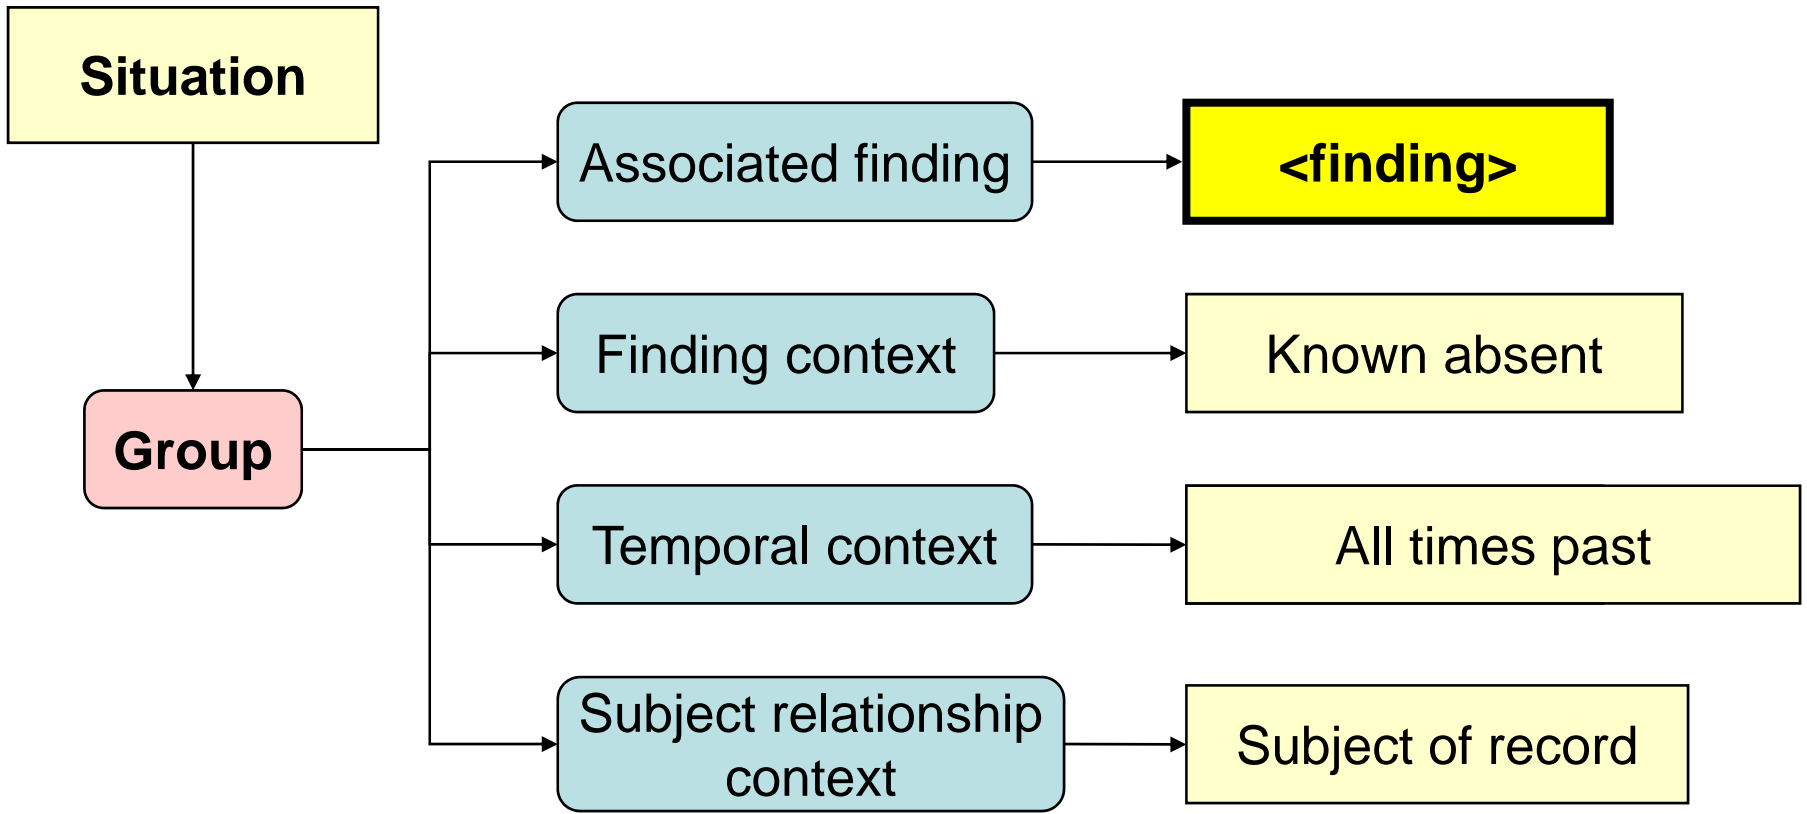 Situation
Associated finding
<finding>
Finding context
Known absent
Group
Temporal context
All times past
Subject relationship
context
Subject of record